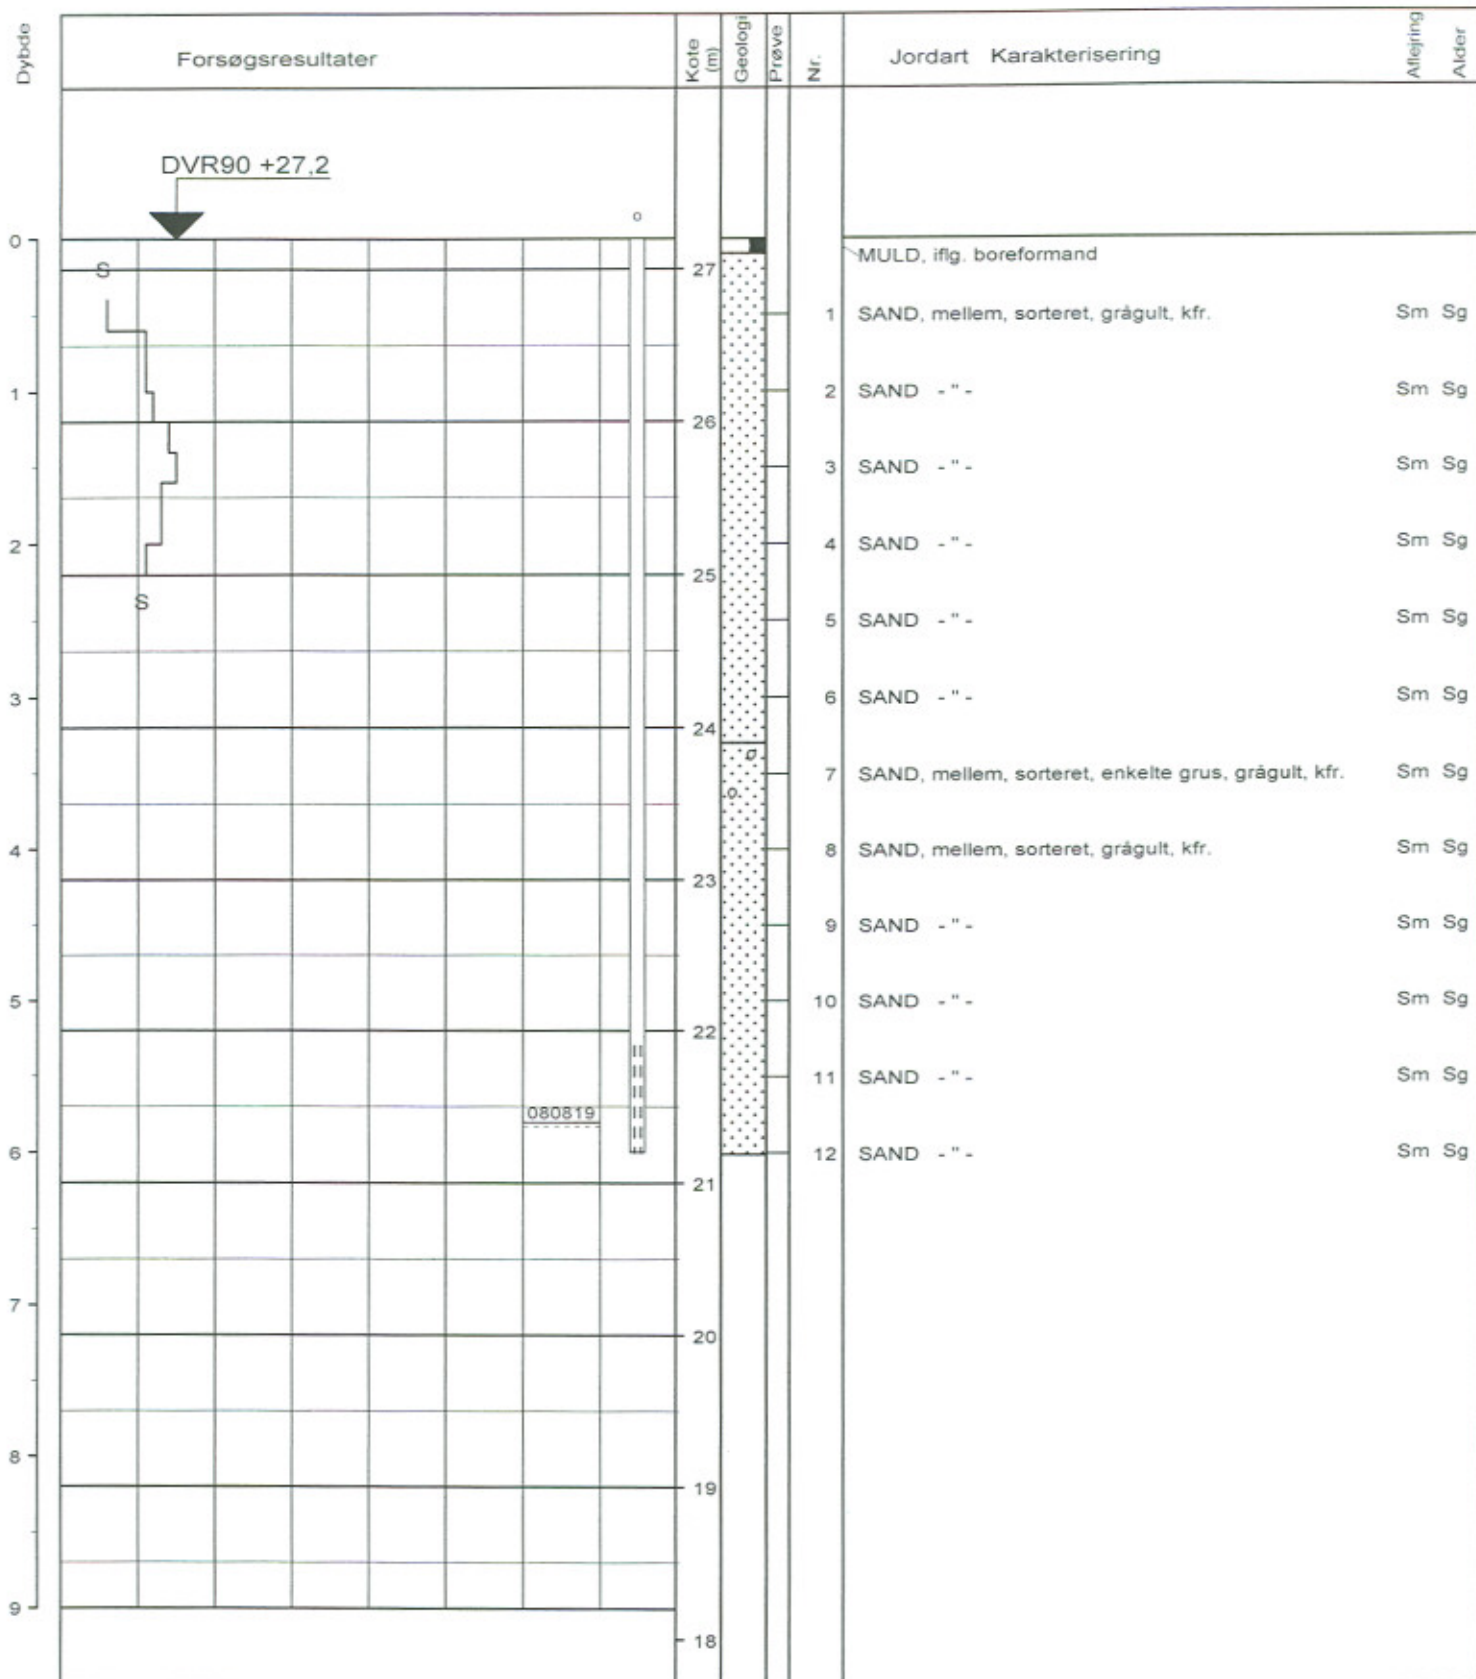 Dybde
Forsøgsresultater
Kote (m)
Geologi
Prøve
Nr.
Jordart Karakterisering
Aflejring
Alder
DVR90 +27,2
o
0
MULD, iflg. boreformand
S
27
1 SAND, mellem, sorteret, grågult, kfr. Sm Sg
1
2 SAND - " - Sm Sg
26
3 SAND - " - Sm Sg
2
4 SAND - " - Sm Sg
25
S
5 SAND - " - Sm Sg
3
6 SAND - " - Sm Sg
24
7 SAND, mellem, sorteret, enkelte grus, grågult, kfr. Sm Sg
4
8 SAND, mellem, sorteret, grågult, kfr. Sm Sg
23
9 SAND - " - Sm Sg
5
10 SAND - " - Sm Sg
22
11 SAND - " - Sm Sg
080819
6
12 SAND - " - Sm Sg
21
7
20
8
19
9
18